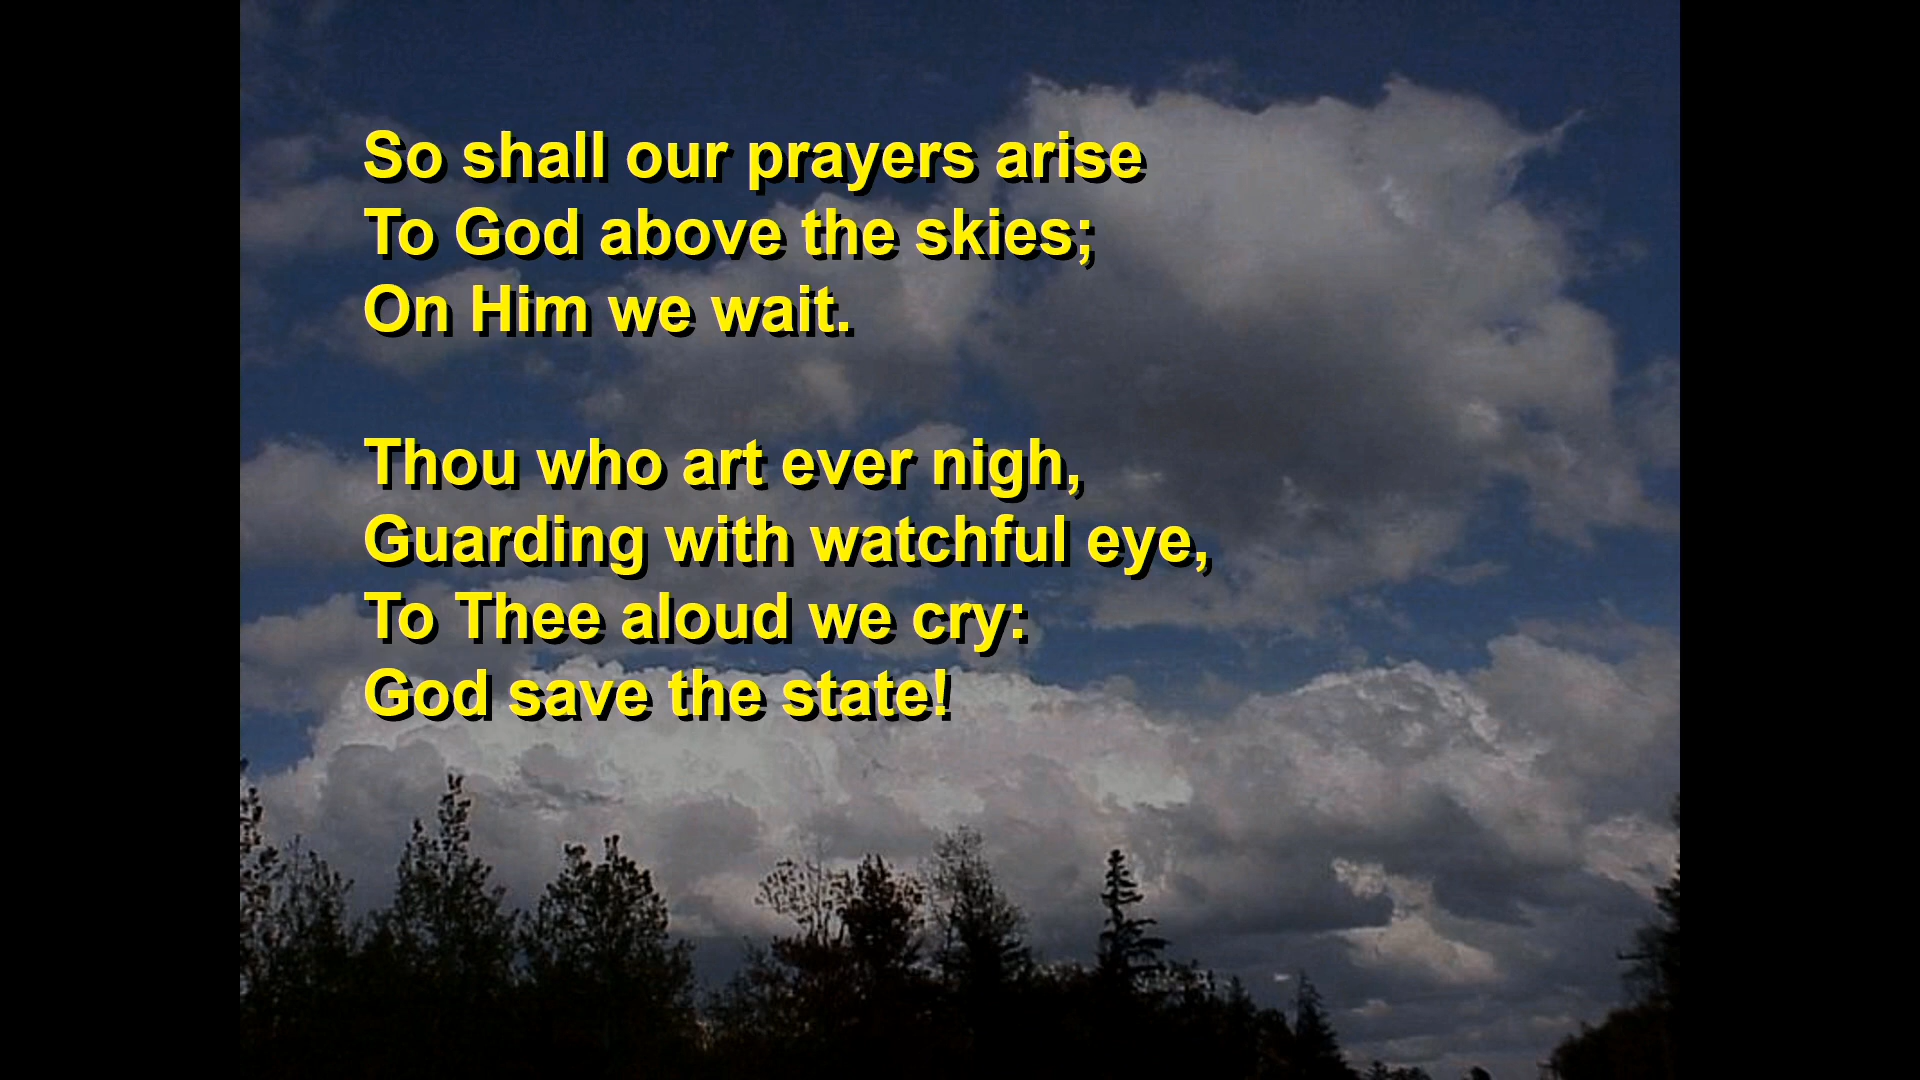 So shall our prayers arise
To God above the skies;
On Him we wait.
Thou who art ever nigh,
Guarding with watchful eye,
To Thee aloud we cry:
God save the state!